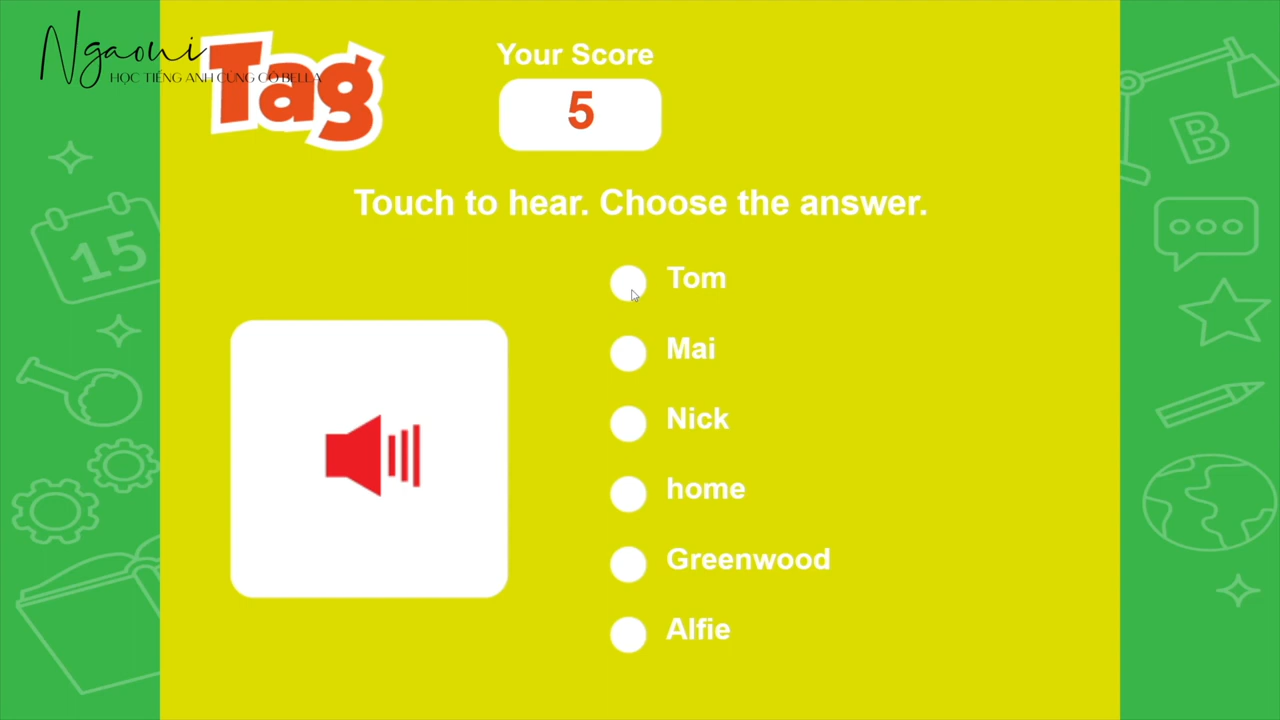 Ngaoni
HỌC TIẾNG ANH CÙNG CÔ BELLA
Tag
Your Score
5
Touch to hear. Choose the answer.
Tom
Mai
Nick
home
Greenwood
Alfie
15
B